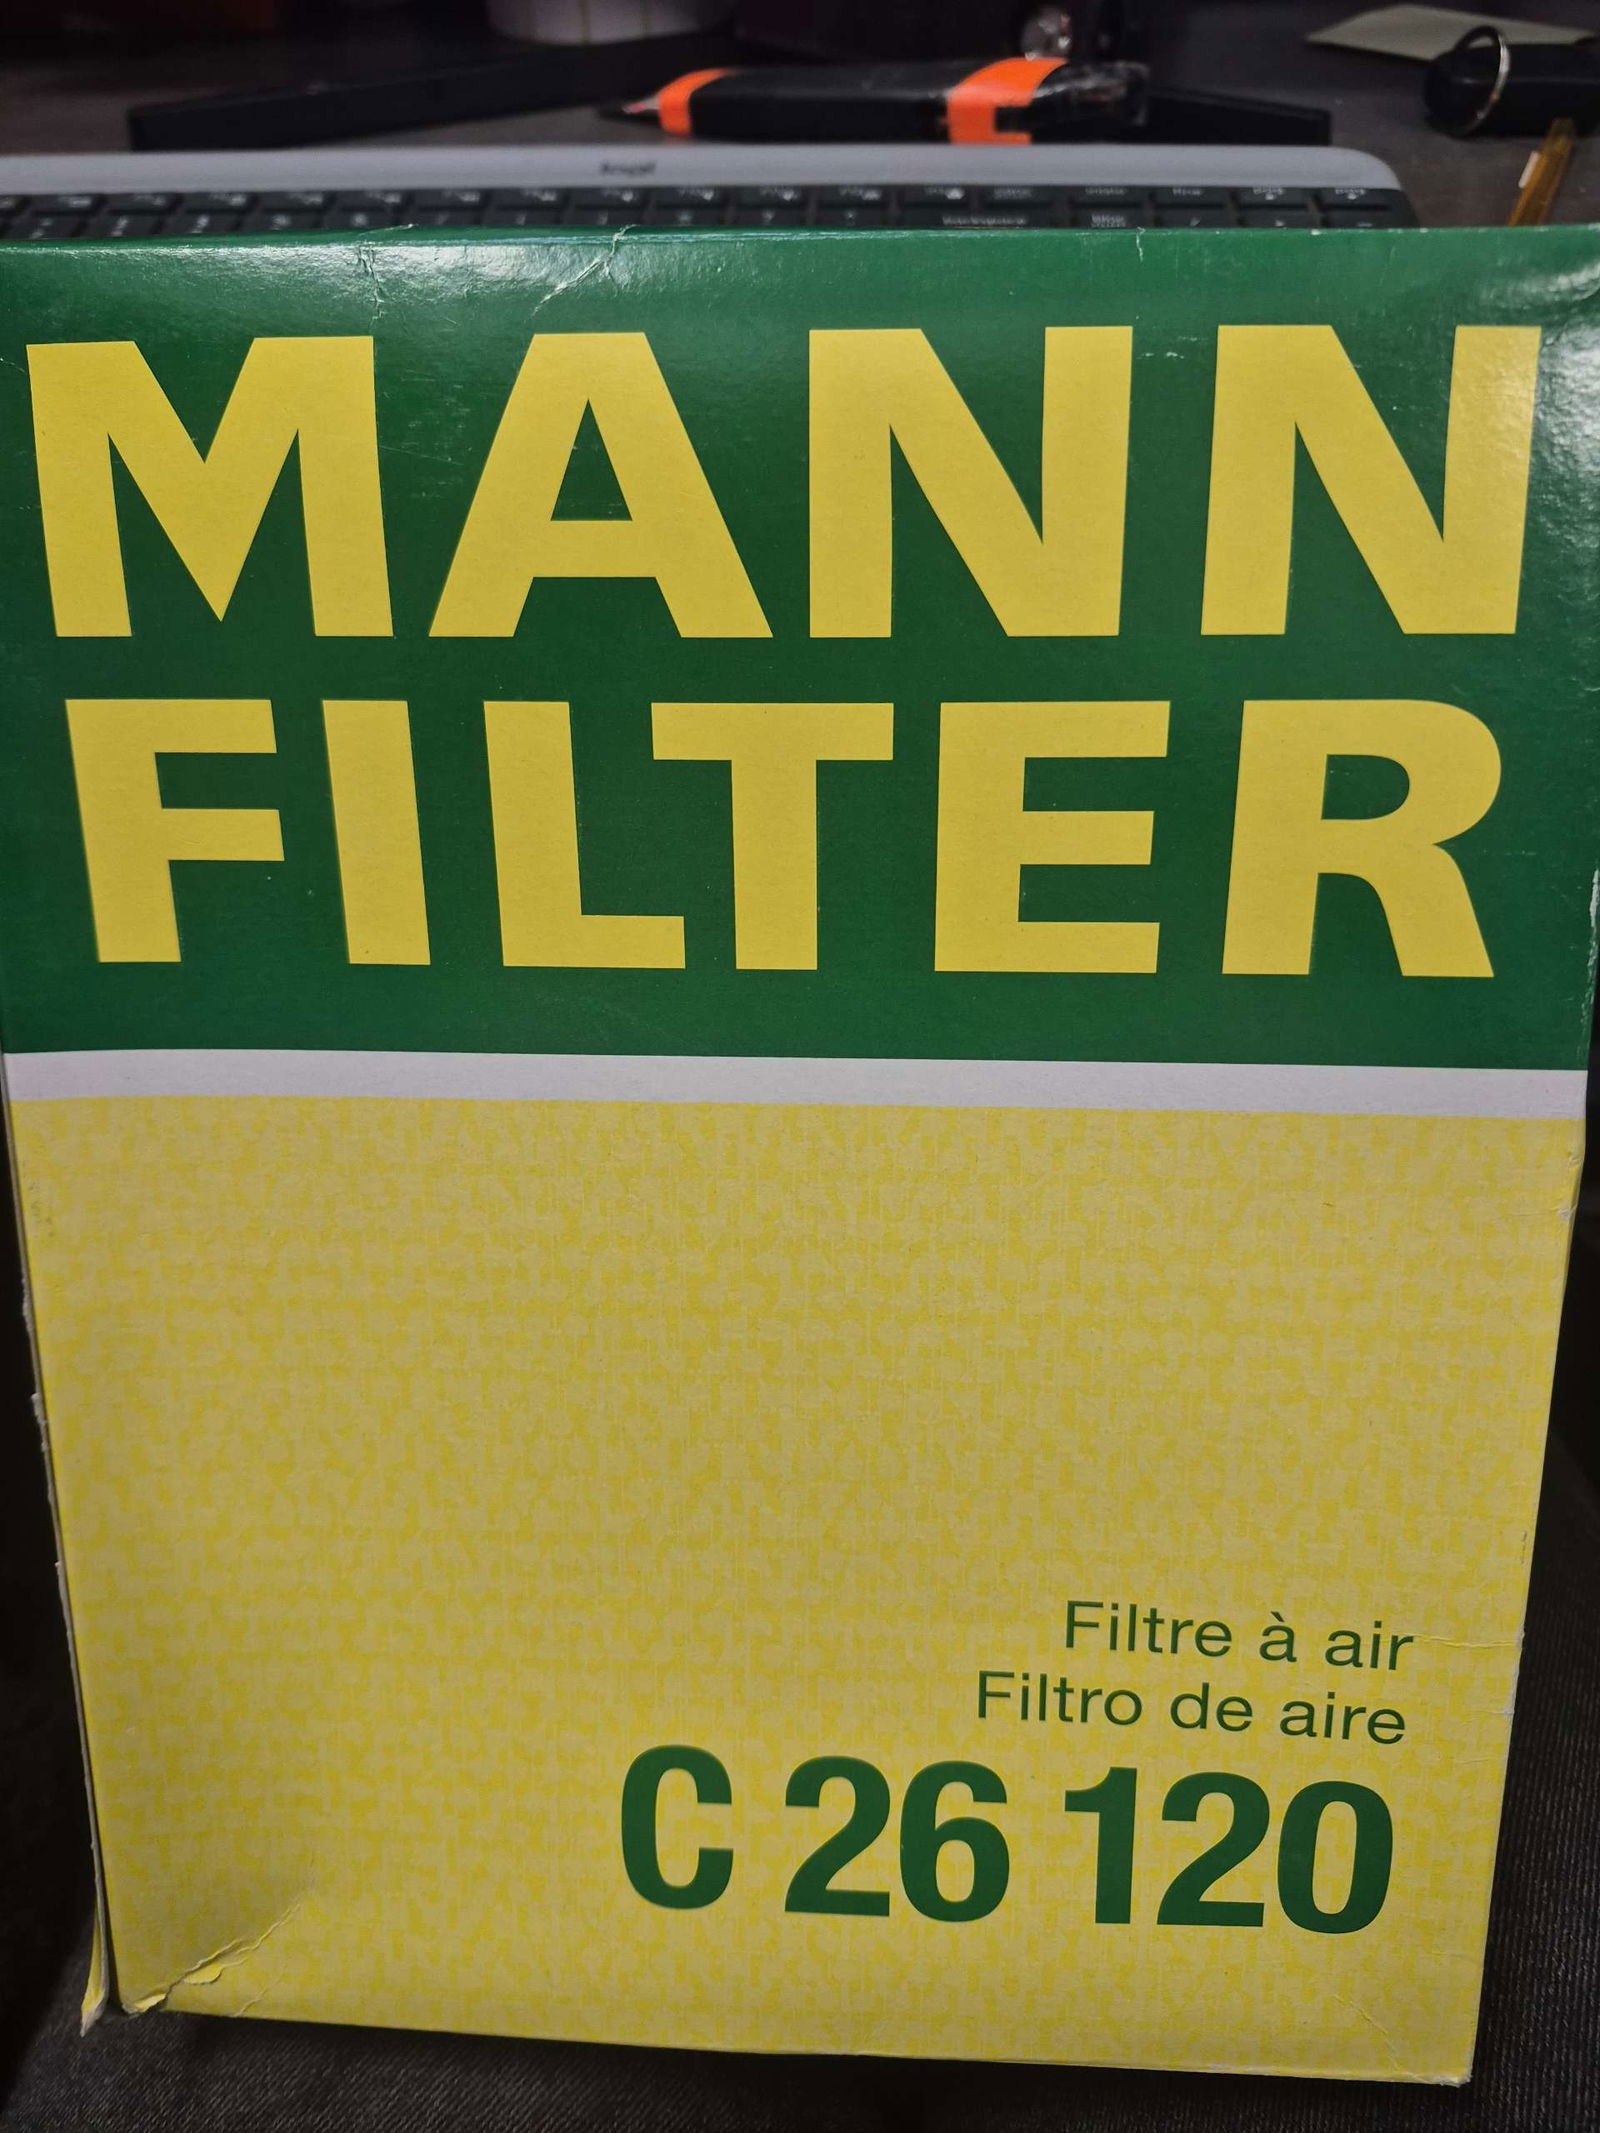 MANN
FILTER
Filtre à air
Filtro de aire
C 26 120